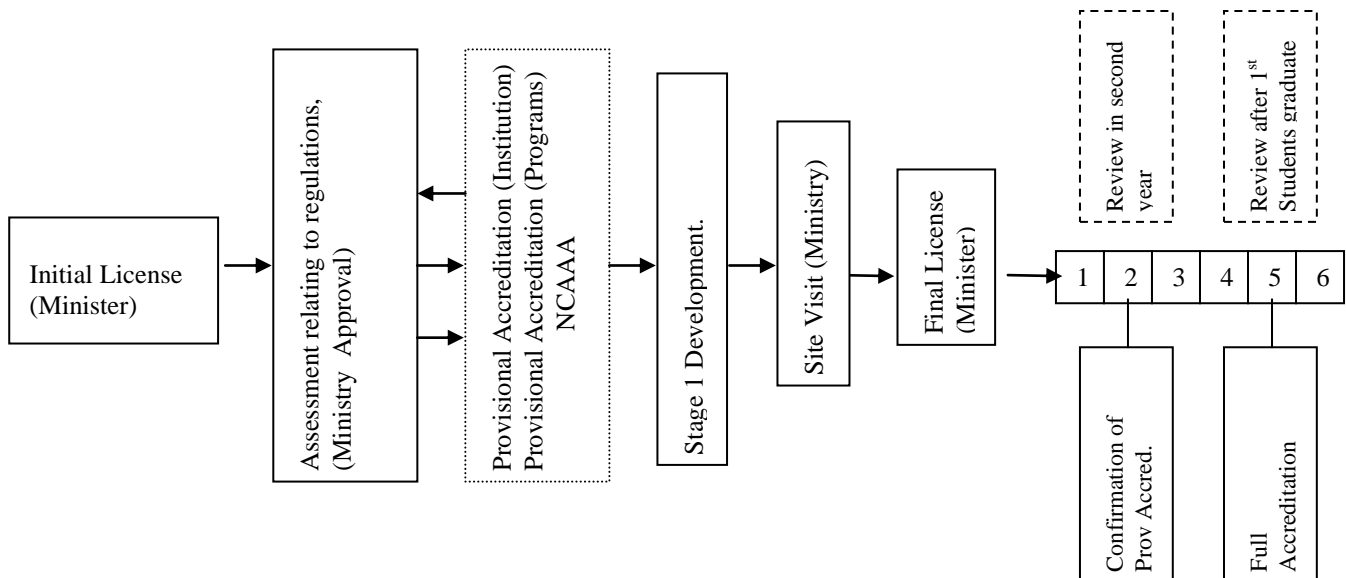 Initial License
(Minister)
Assessment relating to regulations,
(Ministry Approval)
Provisional Accreditation (Institution)
Provisional Accreditation (Programs)
NCAAA
Stage 1 Development.
Site Visit (Ministry)
Final License
(Minister)
Review in second
year
Review after 1st
Students graduate
1 2 3 4 5 6
Confirmation of
Prov Accred.
Full
Accreditation